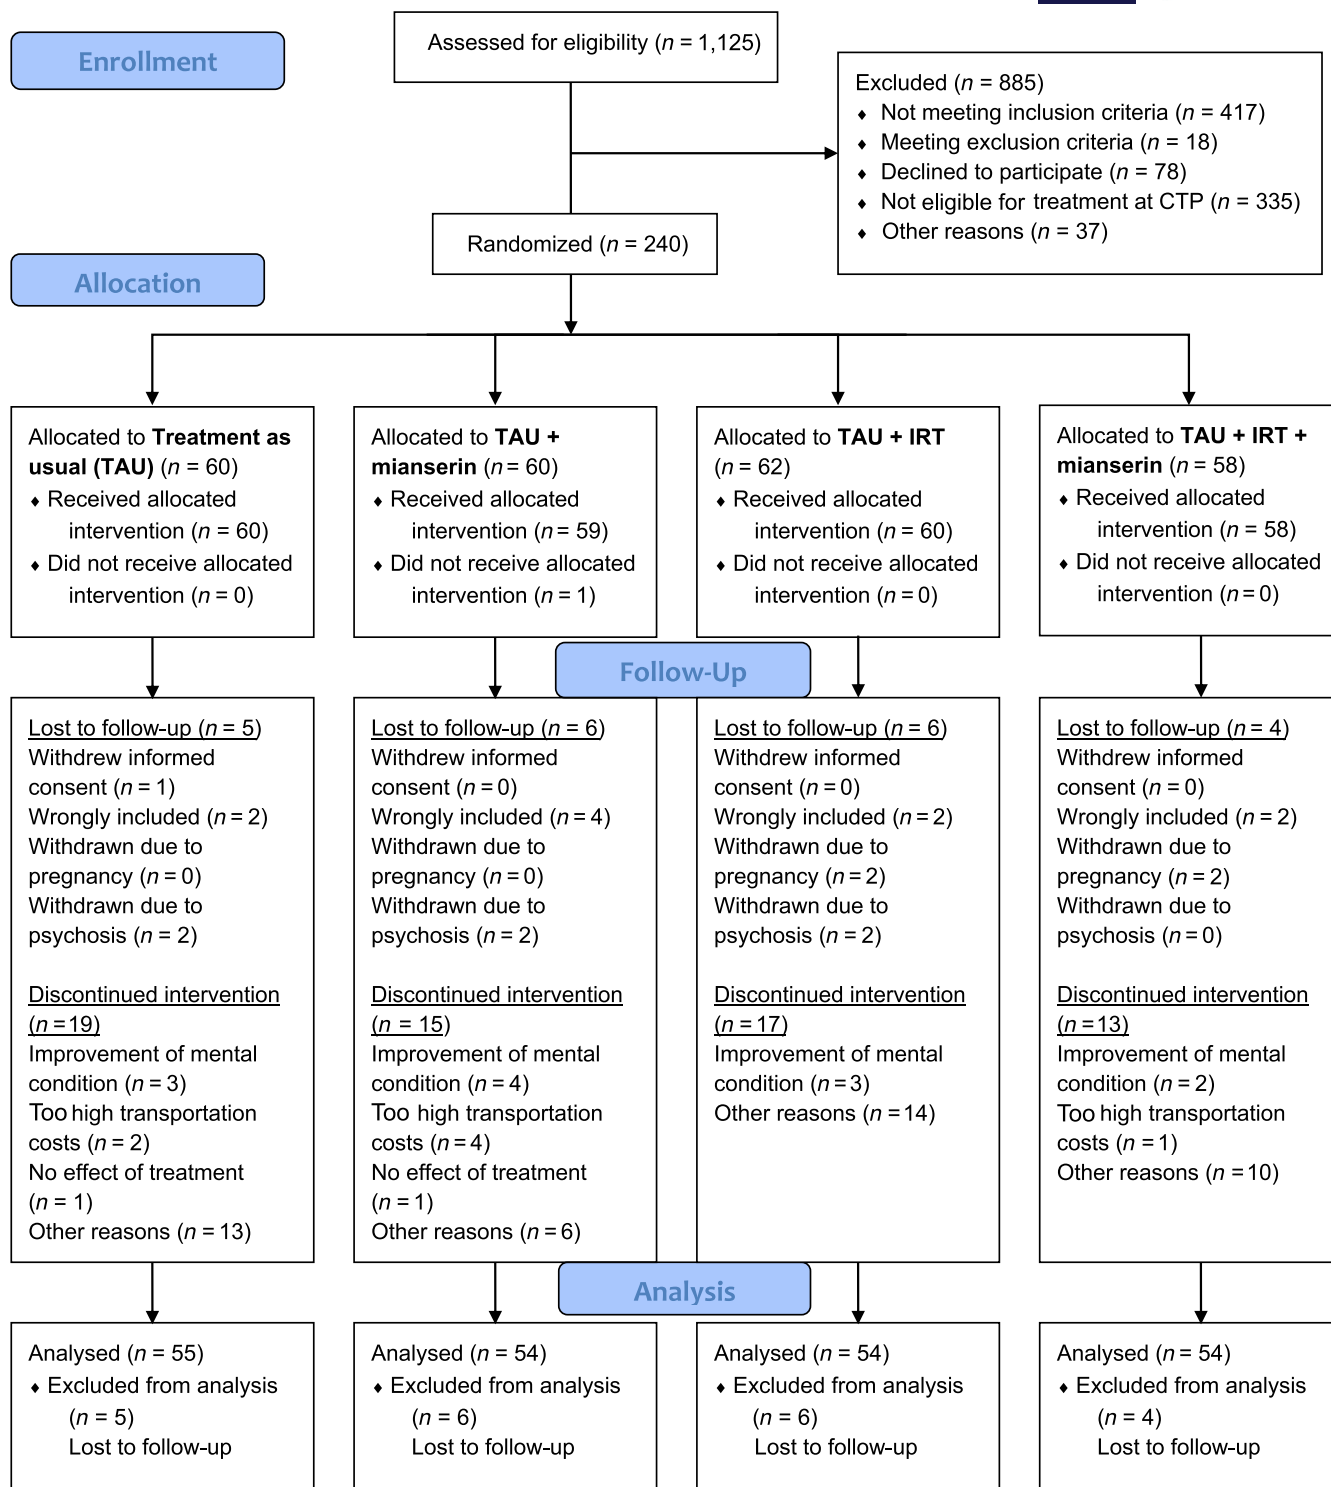 Enrollment
Assessed for eligibility (n = 1,125)
Excluded (n = 885)
♦ Not meeting inclusion criteria (n = 417)
♦ Meeting exclusion criteria (n = 18)
♦ Declined to participate (n = 78)
♦ Not eligible for treatment at CTP (n = 335)
♦ Other reasons (n = 37)
Randomized (n = 240)
Allocation
Allocated to Treatment as
usual (TAU) (n = 60)
♦ Received allocated
intervention (n = 60)
♦ Did not receive allocated
intervention (n = 0)
Allocated to TAU +
mianserin (n = 60)
♦ Received allocated
intervention (n = 59)
♦ Did not receive allocated
intervention (n = 1)
Allocated to TAU + IRT
(n = 62)
♦ Received allocated
intervention (n = 60)
♦ Did not receive allocated
intervention (n = 0)
Allocated to TAU + IRT +
mianserin (n = 58)
♦ Received allocated
intervention (n = 58)
♦ Did not receive allocated
intervention (n = 0)
Follow-Up
Lost to follow-up (n = 5)
Withdrew informed
consent (n = 1)
Wrongly included (n = 2)
Withdrawn due to
pregnancy (n = 0)
Withdrawn due to
psychosis (n = 2)
Discontinued intervention
(n = 19)
Improvement of mental
condition (n = 3)
Too high transportation
costs (n = 2)
No effect of treatment
(n = 1)
Other reasons (n = 13)
Lost to follow-up (n = 6)
Withdrew informed
consent (n = 0)
Wrongly included (n = 4)
Withdrawn due to
pregnancy (n = 0)
Withdrawn due to
psychosis (n = 2)
Discontinued intervention
(n = 15)
Improvement of mental
condition (n = 4)
Too high transportation
costs (n = 4)
No effect of treatment
(n = 1)
Other reasons (n = 6)
Lost to follow-up (n = 6)
Withdrew informed
consent (n = 0)
Wrongly included (n = 2)
Withdrawn due to
pregnancy (n = 2)
Withdrawn due to
psychosis (n = 2)
Discontinued intervention
(n = 17)
Improvement of mental
condition (n = 3)
Other reasons (n = 14)
Lost to follow-up (n = 4)
Withdrew informed
consent (n = 0)
Wrongly included (n = 2)
Withdrawn due to
pregnancy (n = 2)
Withdrawn due to
psychosis (n = 0)
Discontinued intervention
(n = 13)
Improvement of mental
condition (n = 2)
Too high transportation
costs (n = 1)
Other reasons (n = 10)
Analysis
Analysed (n = 55)
♦ Excluded from analysis
(n = 5)
Lost to follow-up
Analysed (n = 54)
♦ Excluded from analysis
(n = 6)
Lost to follow-up
Analysed (n = 54)
♦ Excluded from analysis
(n = 6)
Lost to follow-up
Analysed (n = 54)
♦ Excluded from analysis
(n = 4)
Lost to follow-up